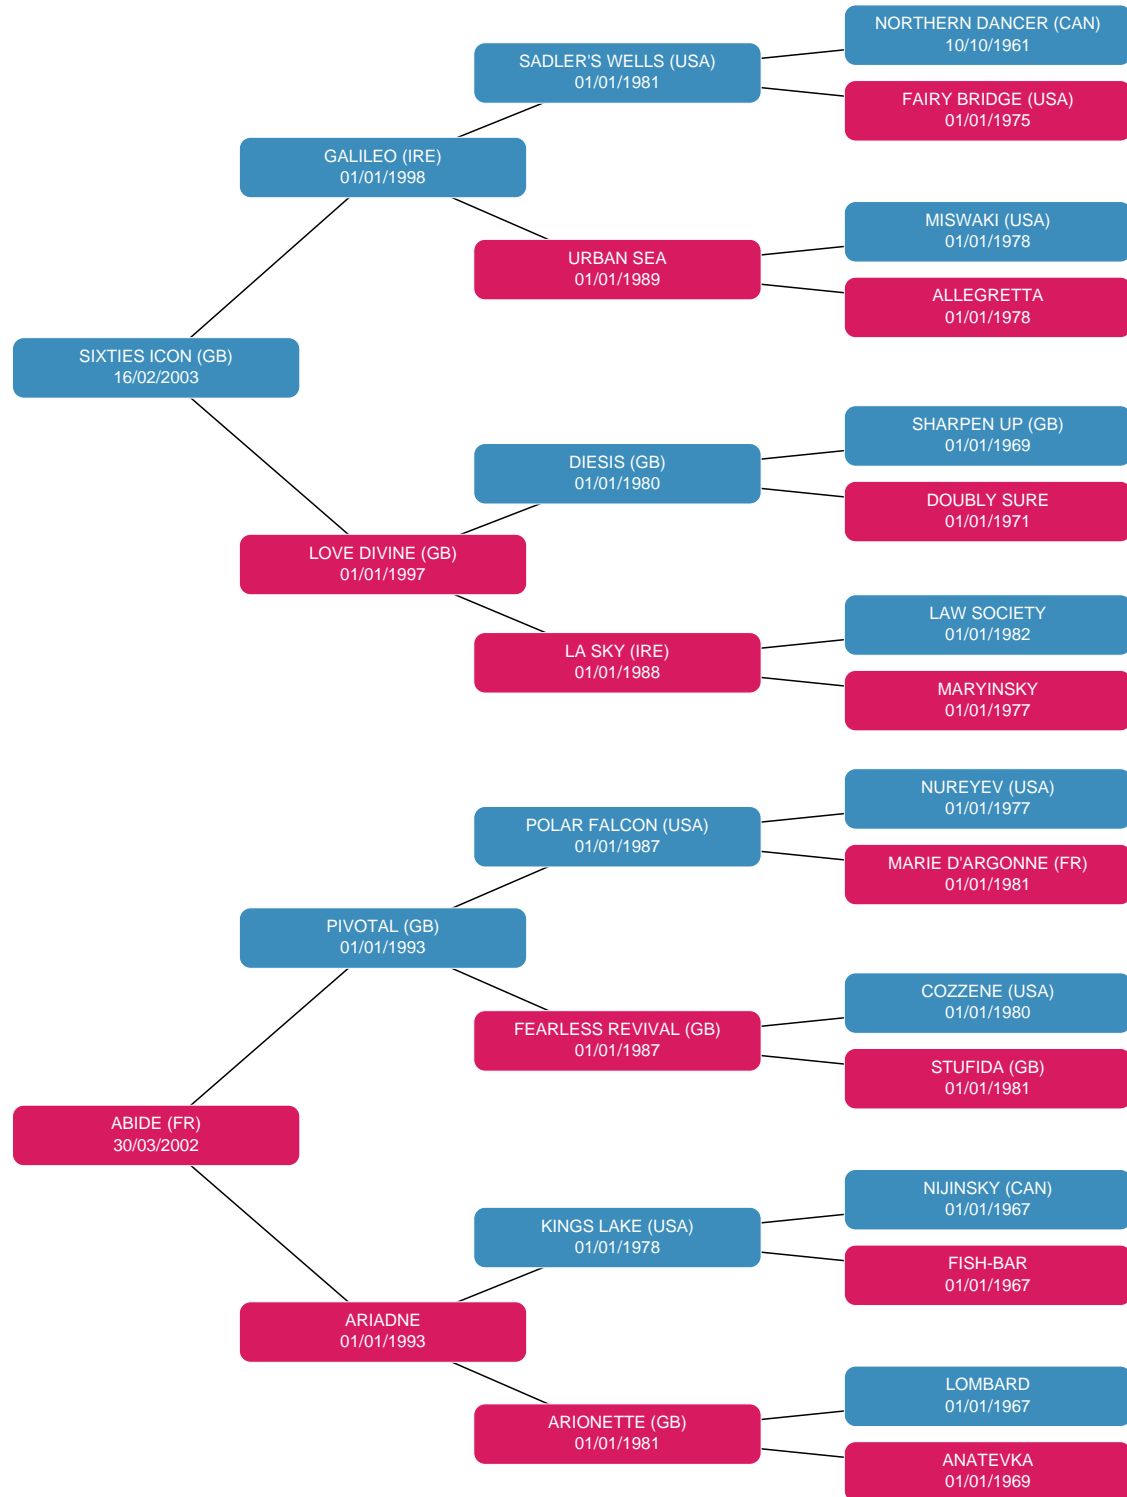 NORTHERN DANCER (CAN)
10/10/1961
SADLER'S WELLS (USA)
01/01/1981
FAIRY BRIDGE (USA)
01/01/1975
GALILEO (IRE)
01/01/1998
MISWAKI (USA)
01/01/1978
URBAN SEA
01/01/1989
ALLEGRETTA
01/01/1978
SIXTIES ICON (GB)
16/02/2003
SHARPEN UP (GB)
01/01/1969
DIESIS (GB)
01/01/1980
DOUBLY SURE
01/01/1971
LOVE DIVINE (GB)
01/01/1997
LAW SOCIETY
01/01/1982
LA SKY (IRE)
01/01/1988
MARYINSKY
01/01/1977
NUREYEV (USA)
01/01/1977
POLAR FALCON (USA)
01/01/1987
MARIE D'ARGONNE (FR)
01/01/1981
PIVOTAL (GB)
01/01/1993
COZZENE (USA)
01/01/1980
FEARLESS REVIVAL (GB)
01/01/1987
STUFIDA (GB)
01/01/1981
ABIDE (FR)
30/03/2002
NIJINSKY (CAN)
01/01/1967
KINGS LAKE (USA)
01/01/1978
FISH-BAR
01/01/1967
ARIADNE
01/01/1993
LOMBARD
01/01/1967
ARIONETTE (GB)
01/01/1981
ANATEVKA
01/01/1969